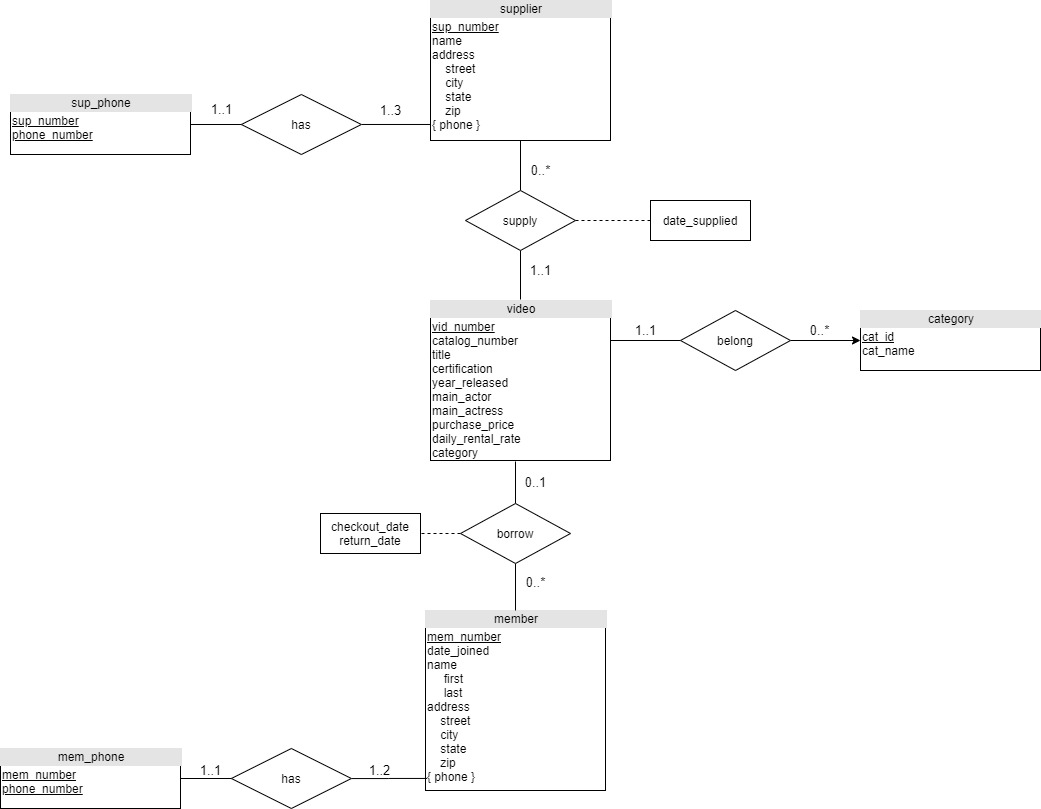 supplier
sup_number
name
address
street
city
state
zip
{ phone }
sup_phone
sup_number
phone_number
1..1
has
1..3
0..*
supply
date_supplied
1..1
video
vid_number
catalog_number
title
certification
year_released
main_actor
main_actress
purchase_price
daily_rental_rate
category
1..1
belong
0..*
category
cat_id
cat_name
0..1
checkout_date
return_date
borrow
0..*
member
mem_number
date_joined
name
first
last
address
street
city
state
zip
{ phone }
mem_phone
mem_number
phone_number
1..1
has
1..2